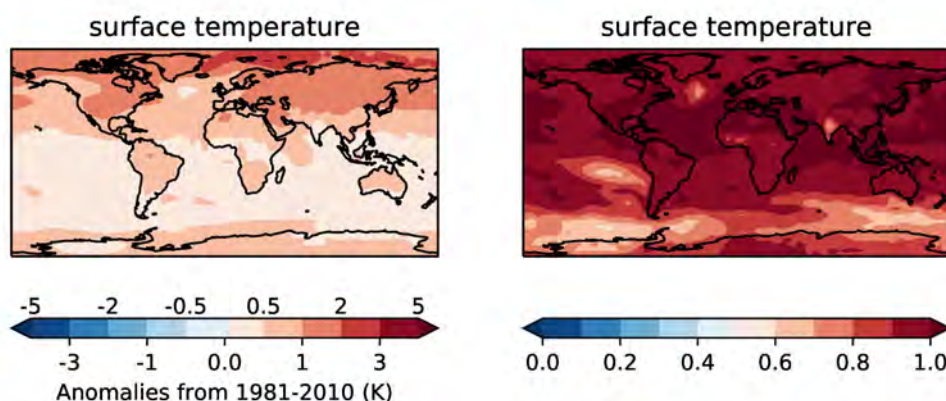 surface temperature
surface temperature
-5 -2 -0.5 0.5 2 5
-3 -1 0.0 1 3
Anomalies from 1981-2010 (K)
0.0 0.2 0.4 0.6 0.8 1.0